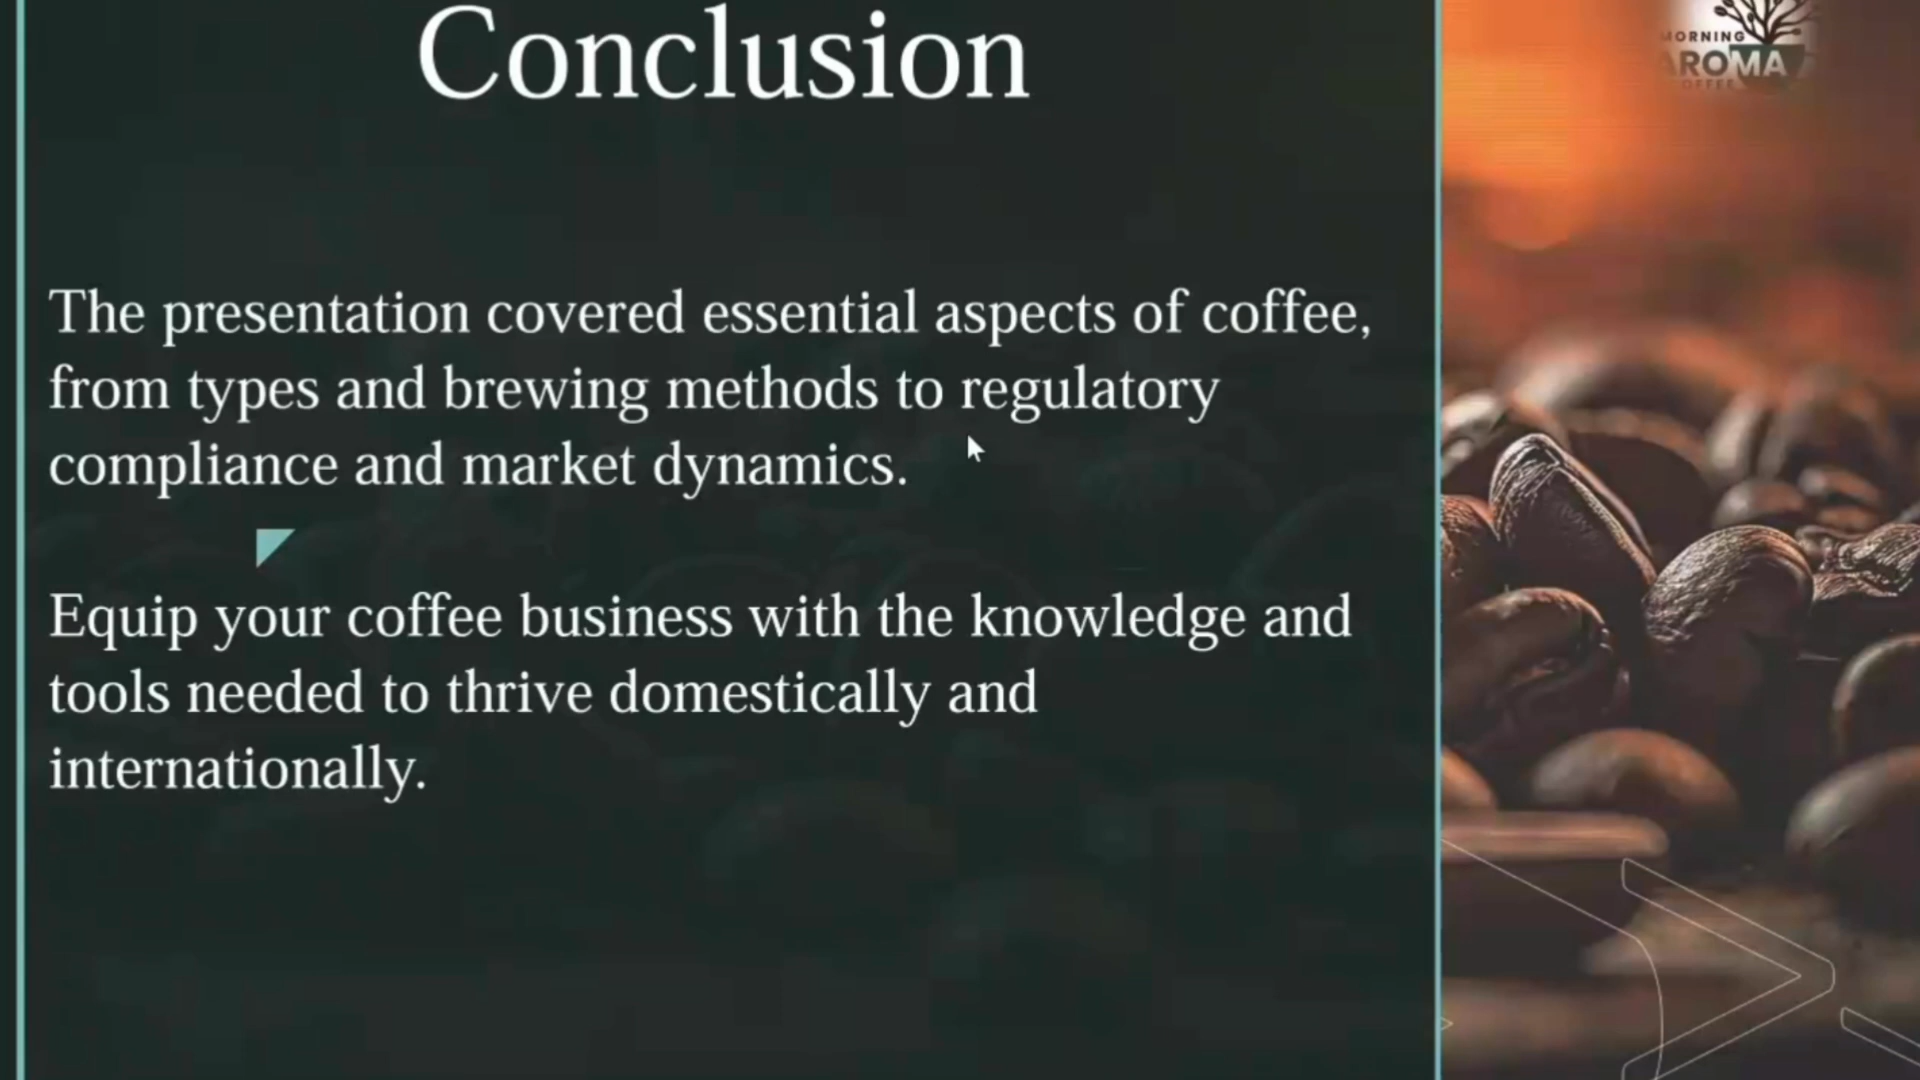 Conclusion
MORNING
AROMA
COFFEE
The presentation covered essential aspects of coffee,
from types and brewing methods to regulatory
compliance and market dynamics.
Equip your coffee business with the knowledge and
tools needed to thrive domestically and
internationally.